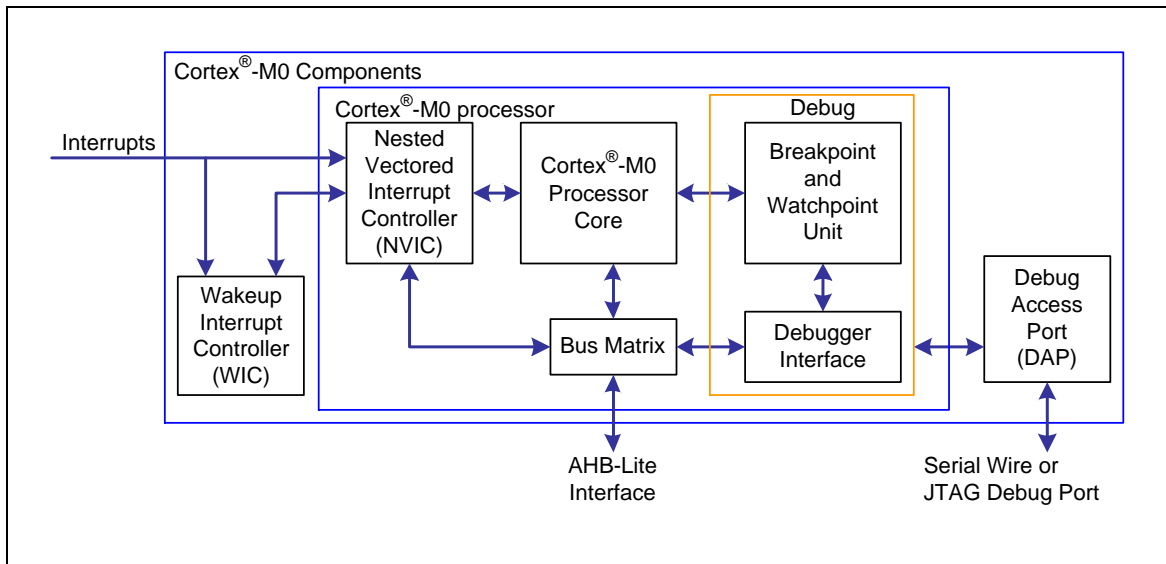 Cortex®-M0 Components
Cortex®-M0 processor
Debug
Interrupts
Nested
Vectored
Interrupt
Controller
(NVIC)
Cortex®-M0
Processor
Core
Breakpoint
and
Watchpoint
Unit
Wakeup
Interrupt
Controller
(WIC)
Bus Matrix
Debugger
Interface
Debug
Access
Port
(DAP)
AHB-Lite
Interface
Serial Wire or
JTAG Debug Port